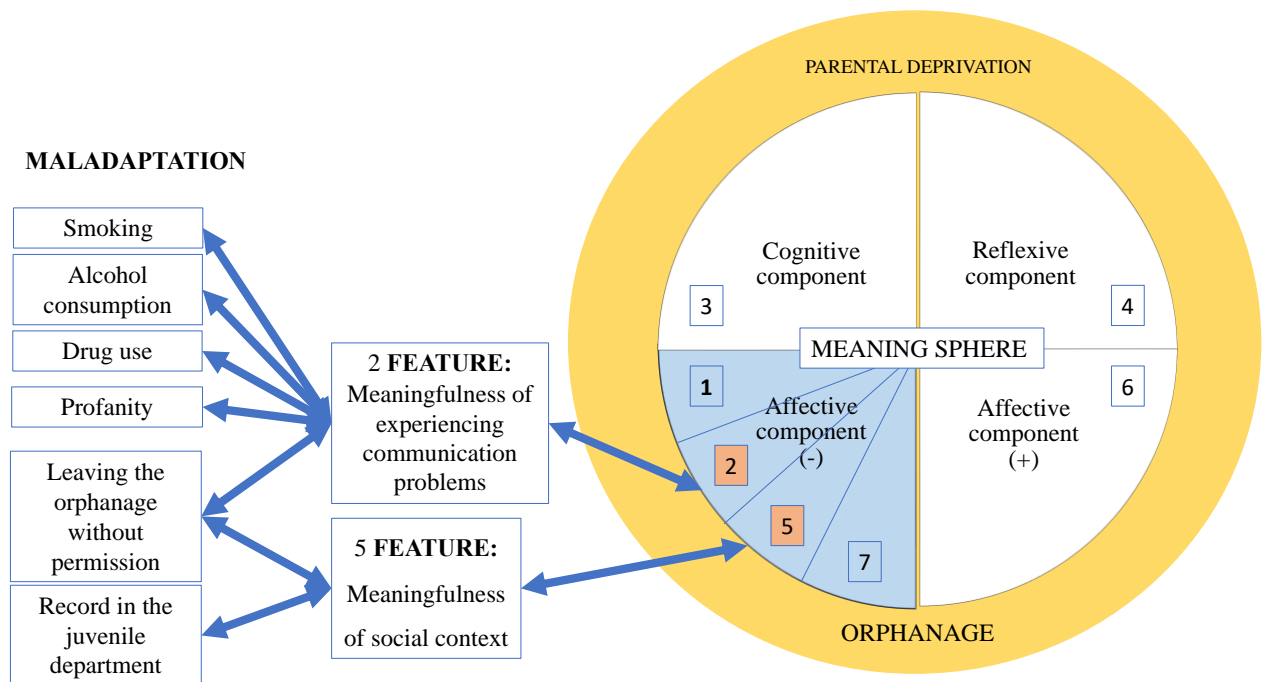 MALADAPTATION
Smoking
Alcohol
consumption
Drug use
Profanity
Leaving the
orphanage
without
permission
Record in the
juvenile
department
2 FEATURE:
Meaningfulness of
experiencing
communication
problems
5 FEATURE:
Meaningfulness
of social context
PARENTAL DEPRIVATION
Cognitive
component
3
Reflexive
component
4
MEANING SPHERE
1
Affective
component
(-)
2
5
7
6
Affective
component
(+)
ORPHANAGE